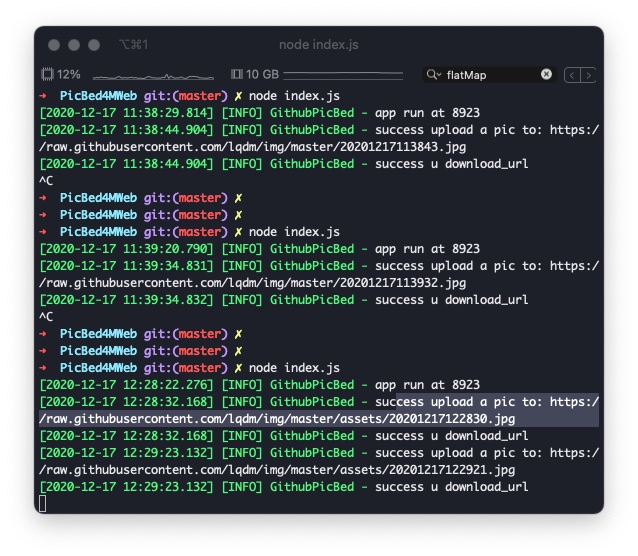 ⌥⌘1
node index.js
12%
10 GB
flatMap
➜ PicBed4MWeb git:(master) ✗ node index.js
[2020-12-17 11:38:29.814] [INFO] GithubPicBed - app run at 8923
[2020-12-17 11:38:44.904] [INFO] GithubPicBed - success upload a pic to: https:/
/raw.githubusercontent.com/lqdm/img/master/20201217113843.jpg
[2020-12-17 11:38:44.904] [INFO] GithubPicBed - success u download_url
^C
➜ PicBed4MWeb git:(master) ✗
➜ PicBed4MWeb git:(master) ✗
➜ PicBed4MWeb git:(master) ✗ node index.js
[2020-12-17 11:39:20.790] [INFO] GithubPicBed - app run at 8923
[2020-12-17 11:39:34.831] [INFO] GithubPicBed - success upload a pic to: https:/
/raw.githubusercontent.com/lqdm/img/master/20201217113932.jpg
[2020-12-17 11:39:34.832] [INFO] GithubPicBed - success u download_url
^C
➜ PicBed4MWeb git:(master) ✗
➜ PicBed4MWeb git:(master) ✗
➜ PicBed4MWeb git:(master) ✗ node index.js
[2020-12-17 12:28:22.276] [INFO] GithubPicBed - app run at 8923
[2020-12-17 12:28:32.168] [INFO] GithubPicBed - success upload a pic to: https:/
/raw.githubusercontent.com/lqdm/img/master/assets/20201217122830.jpg
[2020-12-17 12:28:32.168] [INFO] GithubPicBed - success u download_url
[2020-12-17 12:29:23.132] [INFO] GithubPicBed - success upload a pic to: https:/
/raw.githubusercontent.com/lqdm/img/master/assets/20201217122921.jpg
[2020-12-17 12:29:23.132] [INFO] GithubPicBed - success u download_url